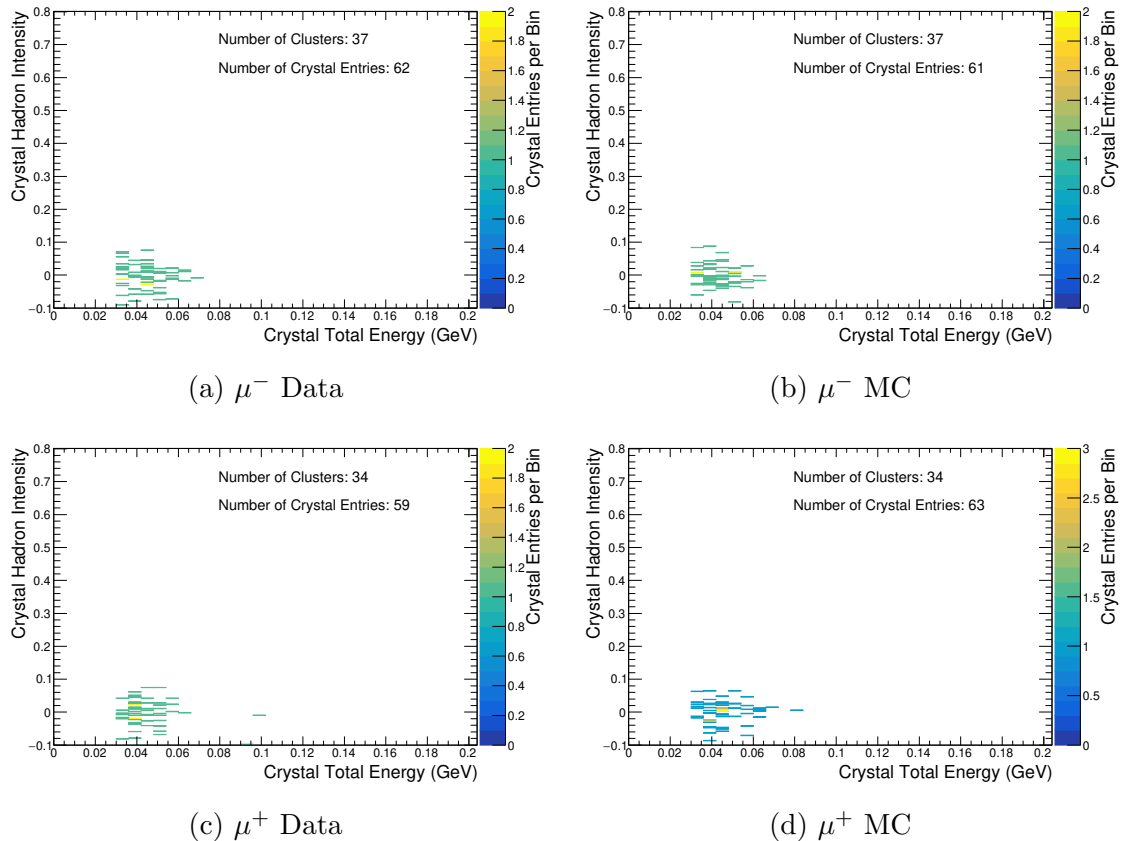 Crystal Hadron Intensity
0.8
0.7
0.6
0.5
0.4
0.3
0.2
0.1
0
−0.1
Number of Clusters: 37
Number of Crystal Entries: 62
0 0.02 0.04 0.06 0.08 0.1 0.12 0.14 0.16 0.18 0.2
Crystal Total Energy (GeV)
2
1.8
1.6
1.4
1.2
1
0.8
0.6
0.4
0.2
0
Crystal Entries per Bin
(a) μ− Data
Crystal Hadron Intensity
0.8
0.7
0.6
0.5
0.4
0.3
0.2
0.1
0
−0.1
Number of Clusters: 37
Number of Crystal Entries: 61
0 0.02 0.04 0.06 0.08 0.1 0.12 0.14 0.16 0.18 0.2
Crystal Total Energy (GeV)
2
1.8
1.6
1.4
1.2
1
0.8
0.6
0.4
0.2
0
Crystal Entries per Bin
(b) μ− MC
Crystal Hadron Intensity
0.8
0.7
0.6
0.5
0.4
0.3
0.2
0.1
0
−0.1
Number of Clusters: 34
Number of Crystal Entries: 59
0 0.02 0.04 0.06 0.08 0.1 0.12 0.14 0.16 0.18 0.2
Crystal Total Energy (GeV)
2
1.8
1.6
1.4
1.2
1
0.8
0.6
0.4
0.2
0
Crystal Entries per Bin
(c) μ+ Data
Crystal Hadron Intensity
0.8
0.7
0.6
0.5
0.4
0.3
0.2
0.1
0
−0.1
Number of Clusters: 34
Number of Crystal Entries: 63
0 0.02 0.04 0.06 0.08 0.1 0.12 0.14 0.16 0.18 0.2
Crystal Total Energy (GeV)
3
2.5
2
1.5
1
0.5
0
Crystal Entries per Bin
(d) μ+ MC